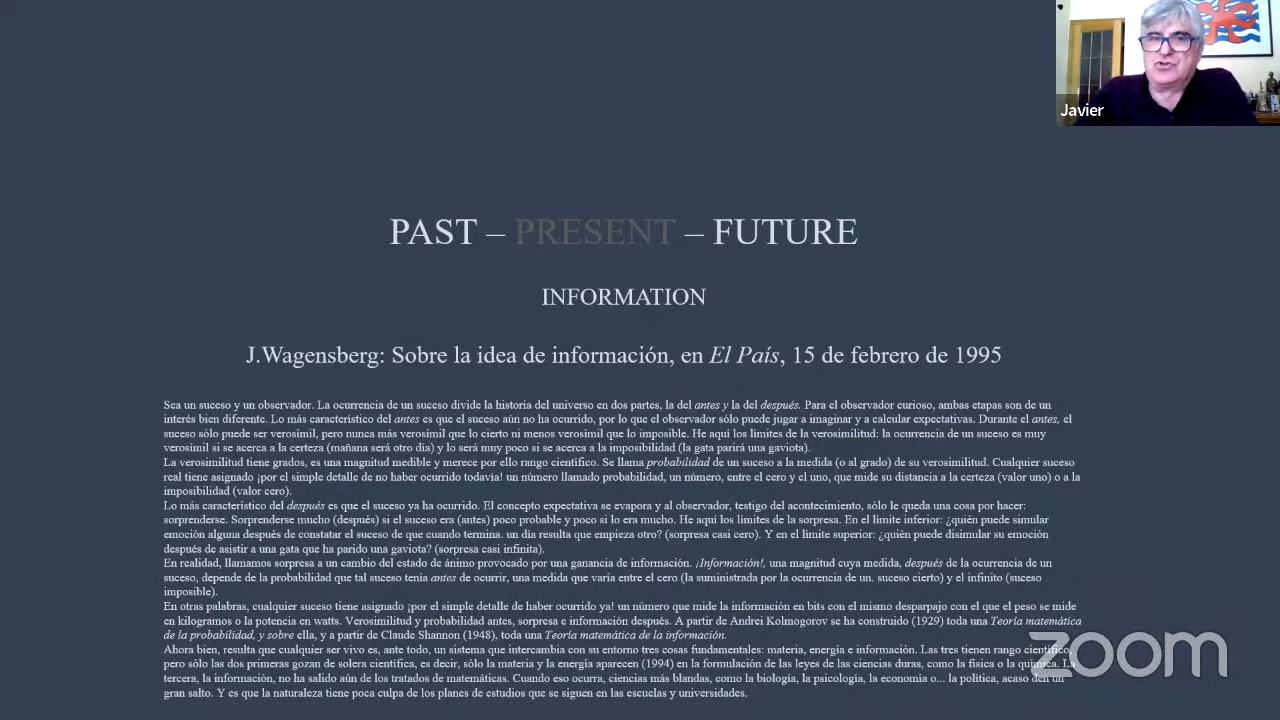 Javier
PAST – PRESENT – FUTURE
INFORMATION
J.Wagensberg: Sobre la idea de información, en El País, 15 de febrero de 1995
Sea un suceso y un observador. La ocurrencia de un suceso divide la historia del universo en dos partes, la del antes y la del después. Para el observador curioso, ambas etapas son de un
interés bien diferente. Lo más característico del antes es que el suceso aún no ha ocurrido, por lo que el observador sólo puede jugar a imaginar y a calcular expectativas. Durante el antes, el
suceso sólo puede ser verosímil, pero nunca más verosímil que lo cierto ni menos verosímil que lo imposible. He aquí los límites de la verosimilitud: la ocurrencia de un suceso es muy
verosímil si se acerca a la certeza (mañana será otro día) y lo será muy poco si se acerca a la imposibilidad (la gata parirá una gaviota).
La verosimilitud tiene grados, es una magnitud medible y merece por ello rango científico. Se llama probabilidad de un suceso a la medida (o al grado) de su verosimilitud. Cualquier suceso
real tiene asignado ¡por el simple detalle de no haber ocurrido todavía! un número llamado probabilidad, un número, entre el cero y el uno, que mide su distancia a la certeza (valor uno) o a la
imposibilidad (valor cero).
Lo más característico del después es que el suceso ya ha ocurrido. El concepto expectativa se evapora y al observador, testigo del acontecimiento, sólo le queda una cosa por hacer:
sorprenderse. Sorprenderse mucho (después) si el suceso era (antes) poco probable y poco si lo era mucho. He aquí los límites de la sorpresa. En el límite inferior: ¿quién puede simular
emoción alguna después de constatar el suceso de que cuando termina. un día resulta que empieza otro? (sorpresa casi cero). Y en el límite superior: ¿quién puede disimular su emoción
después de asistir a una gata que ha parido una gaviota? (sorpresa casi infinita).
En realidad, llamamos sorpresa a un cambio del estado de ánimo provocado por una ganancia de información. ¡Información!, una magnitud cuya medida, después de la ocurrencia de un
suceso, depende de la probabilidad que tal suceso tenía antes de ocurrir, una medida que varía entre el cero (la suministrada por la ocurrencia de un. suceso cierto) y el infinito (suceso
imposible).
En otras palabras, cualquier suceso tiene asignado ¡por el simple detalle de haber ocurrido ya! un número que mide la información en bits con el mismo desparpajo con el que el peso se mide
en kilogramos o la potencia en watts. Verosimilitud y probabilidad antes, sorpresa e información después. A partir de Andrei Kolmogorov se ha construido (1929) toda una Teoría matemática
de la probabilidad, y sobre ella, y a partir de Claude Shannon (1948), toda una Teoría matemática de la información.
Ahora bien, resulta que cualquier ser vivo es, ante todo, un sistema que intercambia con su entorno tres cosas fundamentales: materia, energía e información. Las tres tienen rango científico,
pero sólo las dos primeras gozan de solera científica, es decir, sólo la materia y la energía aparecen (1994) en la formulación de las leyes de las ciencias duras, como la física o la química. La
tercera, la información, no ha salido aún de los tratados de matemáticas. Cuando eso ocurra, ciencias más blandas, como la biología, la psicología, la economía o... la política, acaso den un
gran salto. Y es que la naturaleza tiene poca culpa de los planes de estudios que se siguen en las escuelas y universidades.
zoom